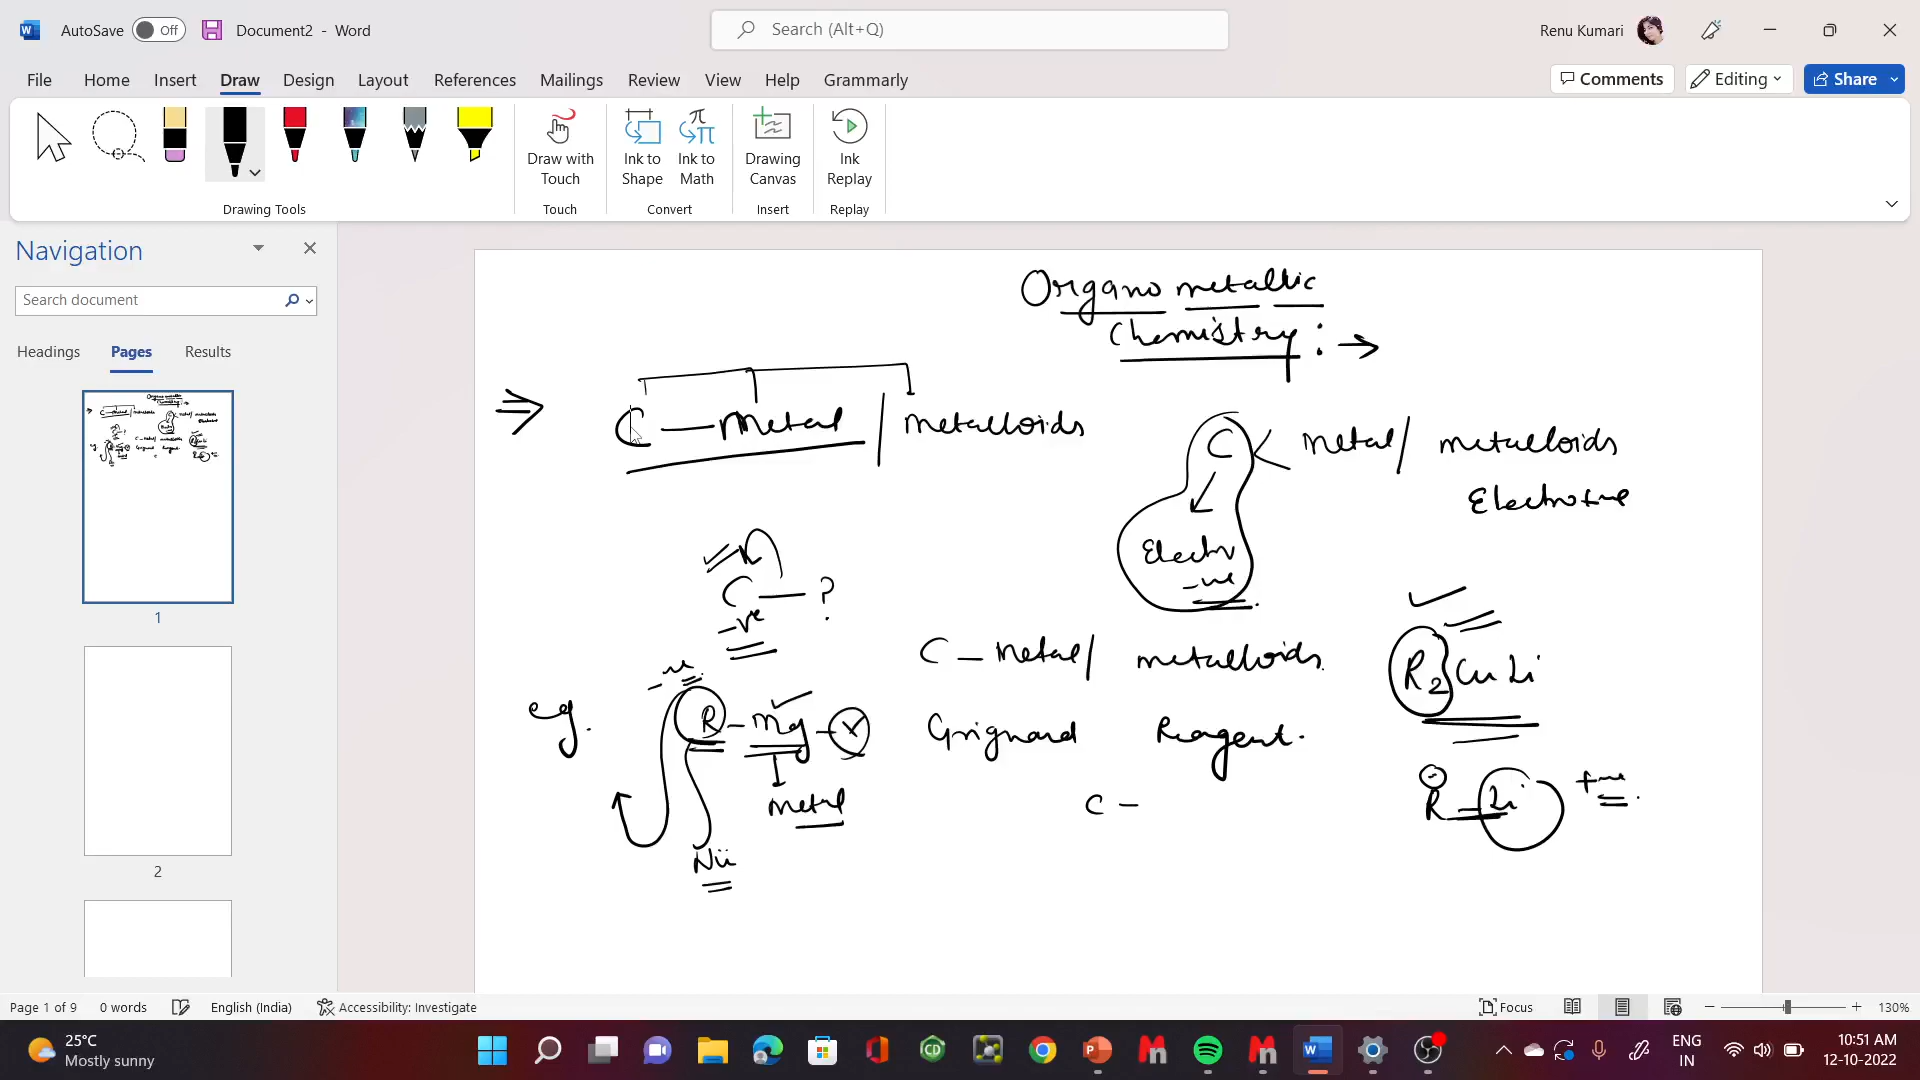 AutoSave Off Document2 - Word
Search (Alt+Q)
Renu Kumari
File Home Insert Draw Design Layout References Mailings Review View Help Grammarly
Comments Editing Share
Draw with Touch
Ink to Shape
Ink to Math
Drawing Canvas
Ink Replay
Drawing Tools Touch Convert Insert Replay
Navigation
Search document
Headings Pages Results
1
2
Organo metallic
Chemistry : →
⇒ C — Metal / metalloids
C < Metal / metalloids
Electro+ve
Electro
-ve
C — ?
-ve
C - Metal / metalloids.
R2CuLi
-ve
eg. R - Mg - X Grignard Reagent.
Metal
C -
R - Li +ve
Nü
Page 1 of 9 0 words English (India) Accessibility: Investigate
Focus 130%
25°C
Mostly sunny
ENG
IN
10:51 AM
12-10-2022